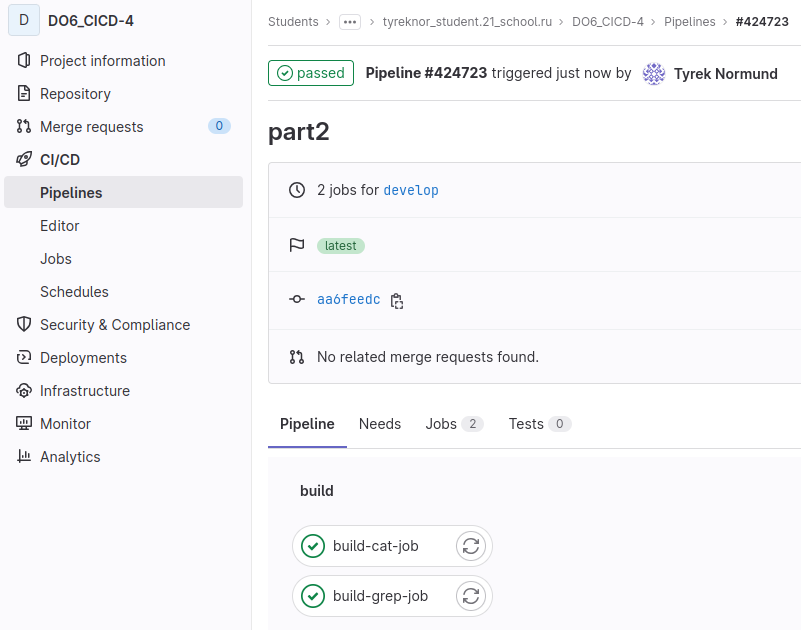 D DO6_CICD-4
Project information
Repository
Merge requests 0
CI/CD
Pipelines
Editor
Jobs
Schedules
Security & Compliance
Deployments
Infrastructure
Monitor
Analytics
Students › ••• › tyreknor_student.21_school.ru › DO6_CICD-4 › Pipelines › #424723
passed Pipeline #424723 triggered just now by Tyrek Normund
part2
2 jobs for develop
latest
aa6feedc
No related merge requests found.
Pipeline Needs Jobs 2 Tests 0
build
build-cat-job
build-grep-job